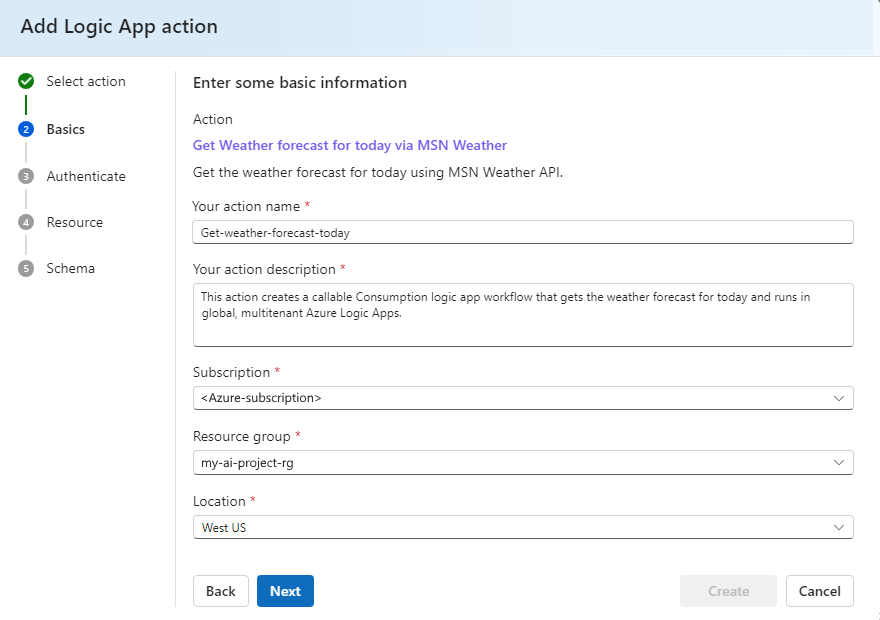 Add Logic App action
Select action
2 Basics
3 Authenticate
4 Resource
5 Schema
Enter some basic information
Action
Get Weather forecast for today via MSN Weather
Get the weather forecast for today using MSN Weather API.
Your action name *
Get-weather-forecast-today
Your action description *
This action creates a callable Consumption logic app workflow that gets the weather forecast for today and runs in
global, multitenant Azure Logic Apps.
Subscription *
<Azure-subscription>
Resource group *
my-ai-project-rg
Location *
West US
Back Next Create Cancel